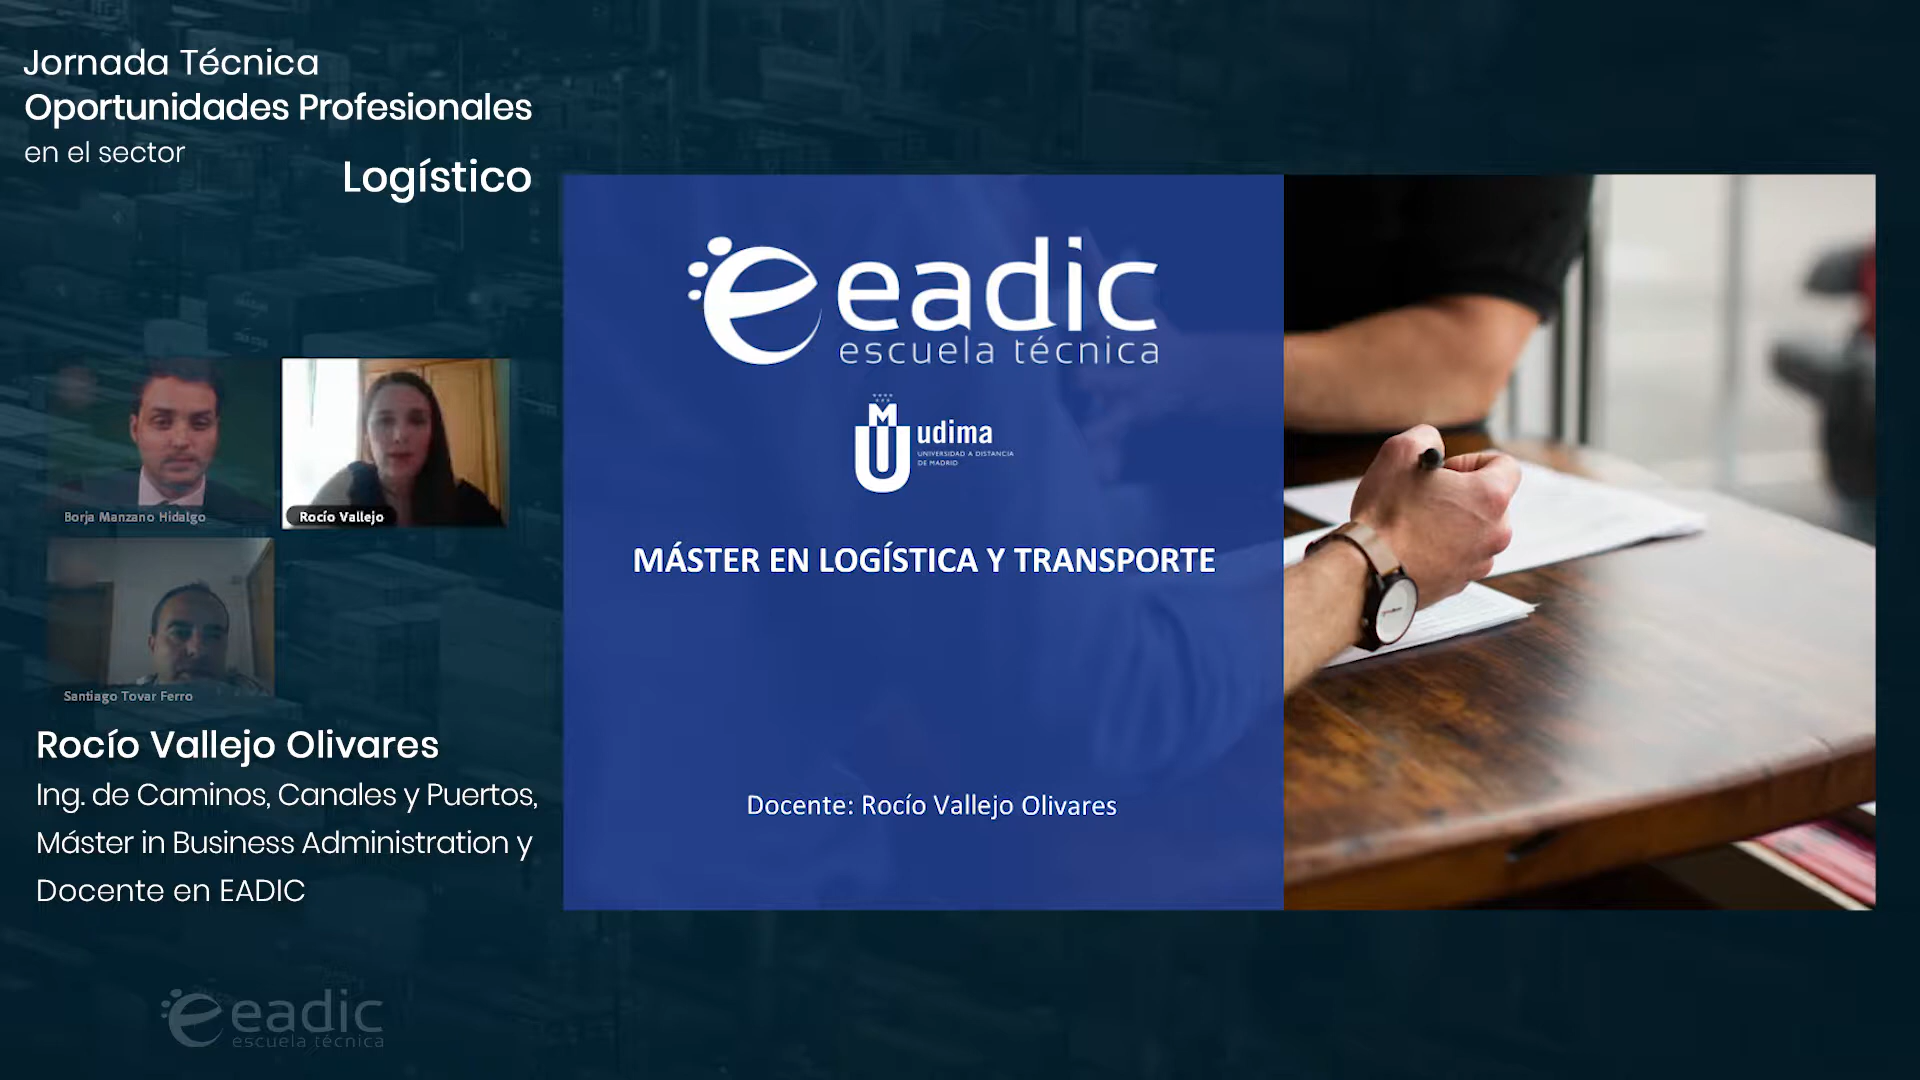 Jornada Técnica
Oportunidades Profesionales
en el sector
Logístico
Borja Manzano Hidalgo
Rocío Vallejo
Santiago Tovar Ferro
Rocío Vallejo Olivares
Ing. de Caminos, Canales y Puertos,
Máster in Business Administration y
Docente en EADIC
eadic
escuela técnica
eadic
escuela técnica
udima
UNIVERSIDAD A DISTANCIA
DE MADRID
MÁSTER EN LOGÍSTICA Y TRANSPORTE
Docente: Rocío Vallejo Olivares